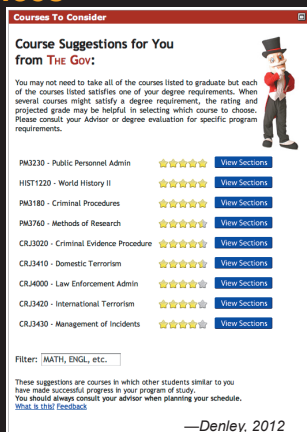 Courses To Consider
Course Suggestions for You
from THE GOV:
You may not need to take all of the courses listed to graduate but each
of the courses listed satisfies one of your degree requirements. When
several courses might satisfy a degree requirement, the rating and
projected grade may be helpful in selecting which course to choose.
Please consult your Advisor or degree evaluation for specific program
requirements.
PM3230 - Public Personnel Admin View Sections
HIST1220 - World History II View Sections
PM3180 - Criminal Procedures View Sections
PM3760 - Methods of Research View Sections
CRJ3020 - Criminal Evidence Procedure View Sections
CRJ3410 - Domestic Terrorism View Sections
CRJ4000 - Law Enforcement Admin View Sections
CRJ3420 - International Terrorism View Sections
CRJ3430 - Management of Incidents View Sections
Filter: MATH, ENGL, etc.
These suggestions are courses in which other students similar to you
have made successful progress in your program of study.
You should always consult your advisor when planning your schedule.
What is this? Feedback
—Denley, 2012